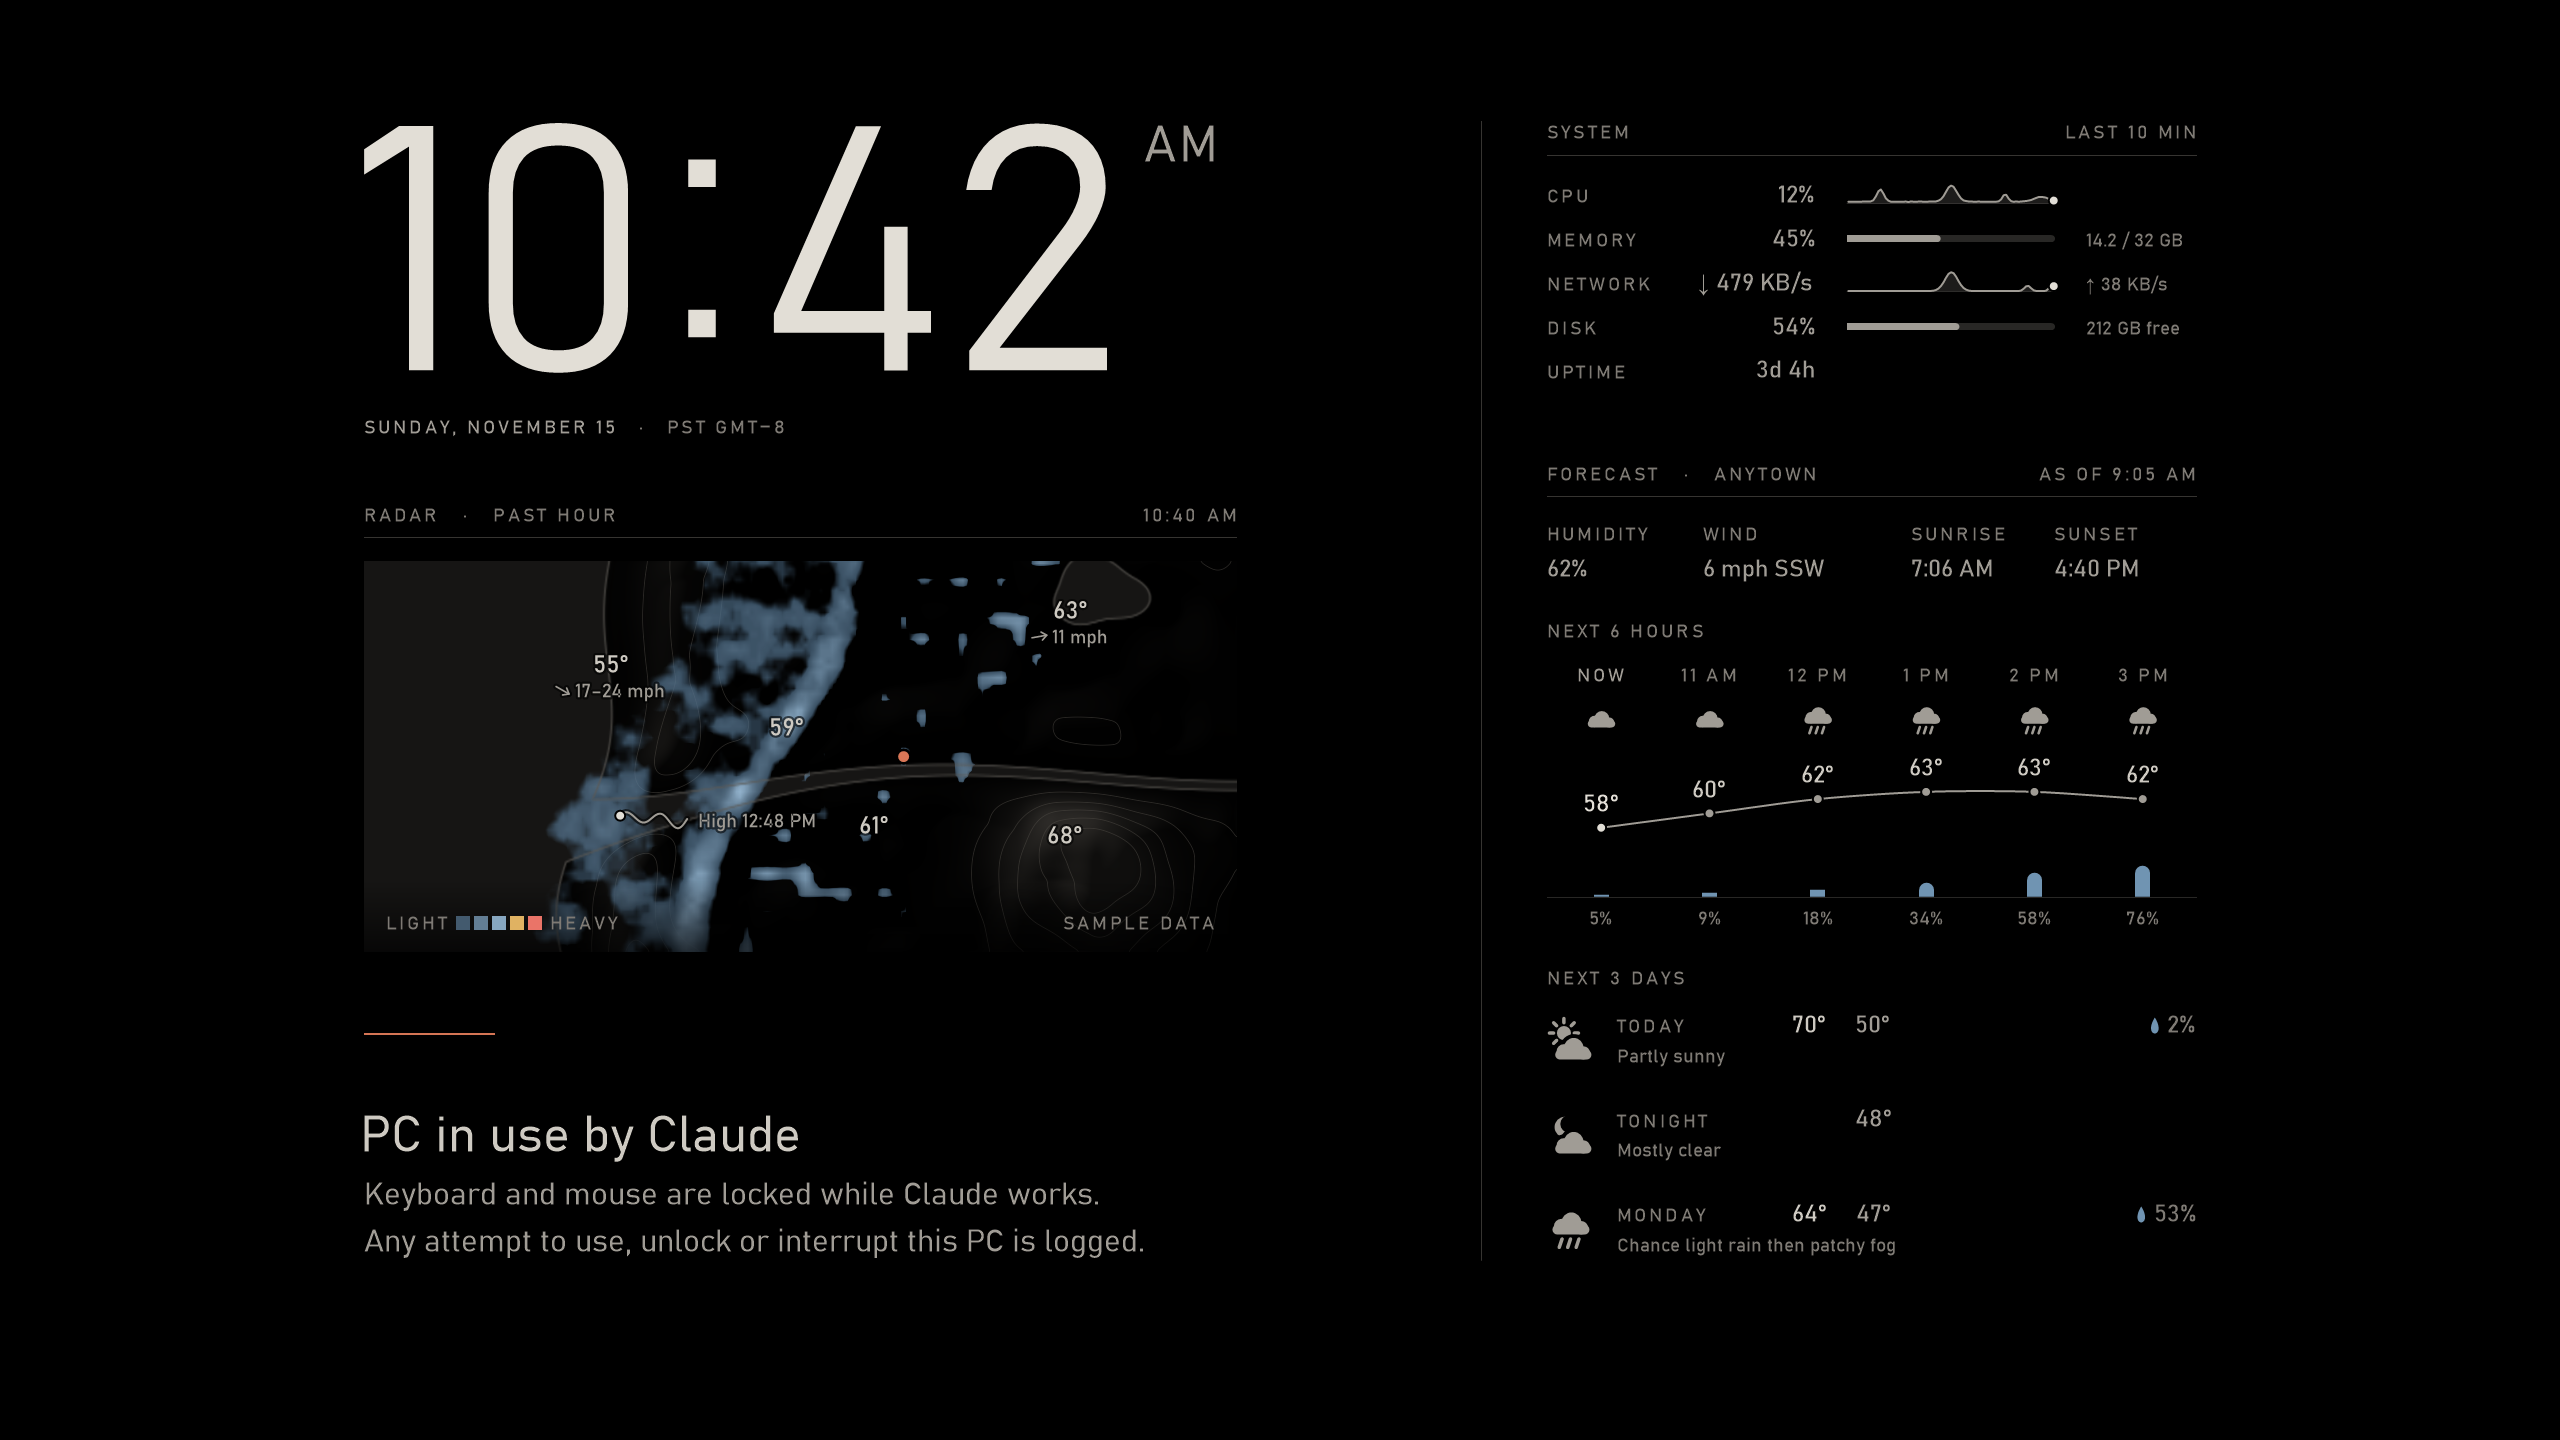 10:42 AM
SUNDAY, NOVEMBER 15 · PST GMT−8
RADAR · PAST HOUR 10:40 AM
63°
→ 11 mph
55°
↘ 17–24 mph
59°
High 12:48 PM
61°
68°
LIGHT HEAVY
SAMPLE DATA
PC in use by Claude
Keyboard and mouse are locked while Claude works.
Any attempt to use, unlock or interrupt this PC is logged.
SYSTEM LAST 10 MIN
CPU 12%
MEMORY 45% 14.2 / 32 GB
NETWORK ↓ 479 KB/s ↑ 38 KB/s
DISK 54% 212 GB free
UPTIME 3d 4h
FORECAST · ANYTOWN AS OF 9:05 AM
HUMIDITY WIND SUNRISE SUNSET
62% 6 mph SSW 7:06 AM 4:40 PM
NEXT 6 HOURS
NOW 11 AM 12 PM 1 PM 2 PM 3 PM
58° 60° 62° 63° 63° 62°
5% 9% 18% 34% 58% 76%
NEXT 3 DAYS
TODAY 70° 50° 2%
Partly sunny
TONIGHT 48°
Mostly clear
MONDAY 64° 47° 53%
Chance light rain then patchy fog